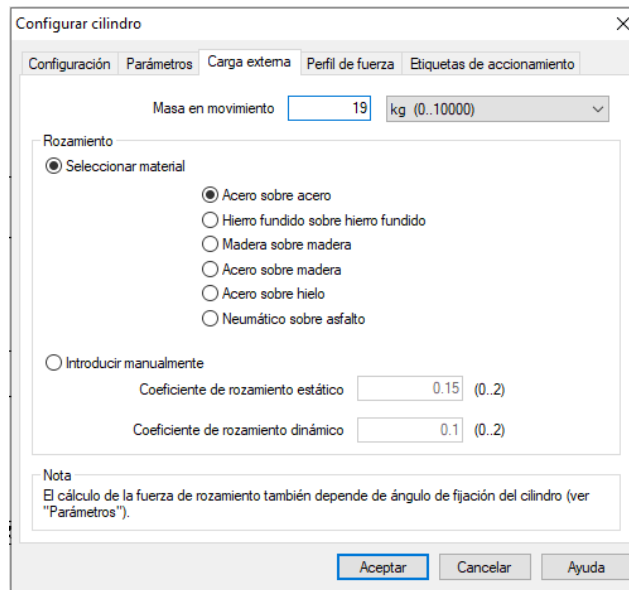 Configurar cilindro
Configuración Parámetros Carga externa Perfil de fuerza Etiquetas de accionamiento
Masa en movimiento 19 kg (0..10000)
Rozamiento
Seleccionar material
Acero sobre acero
Hierro fundido sobre hierro fundido
Madera sobre madera
Acero sobre madera
Acero sobre hielo
Neumático sobre asfalto
Introducir manualmente
Coeficiente de rozamiento estático 0.15 (0..2)
Coeficiente de rozamiento dinámico 0.1 (0..2)
Nota
El cálculo de la fuerza de rozamiento también depende de ángulo de fijación del cilindro (ver
"Parámetros").
Aceptar Cancelar Ayuda